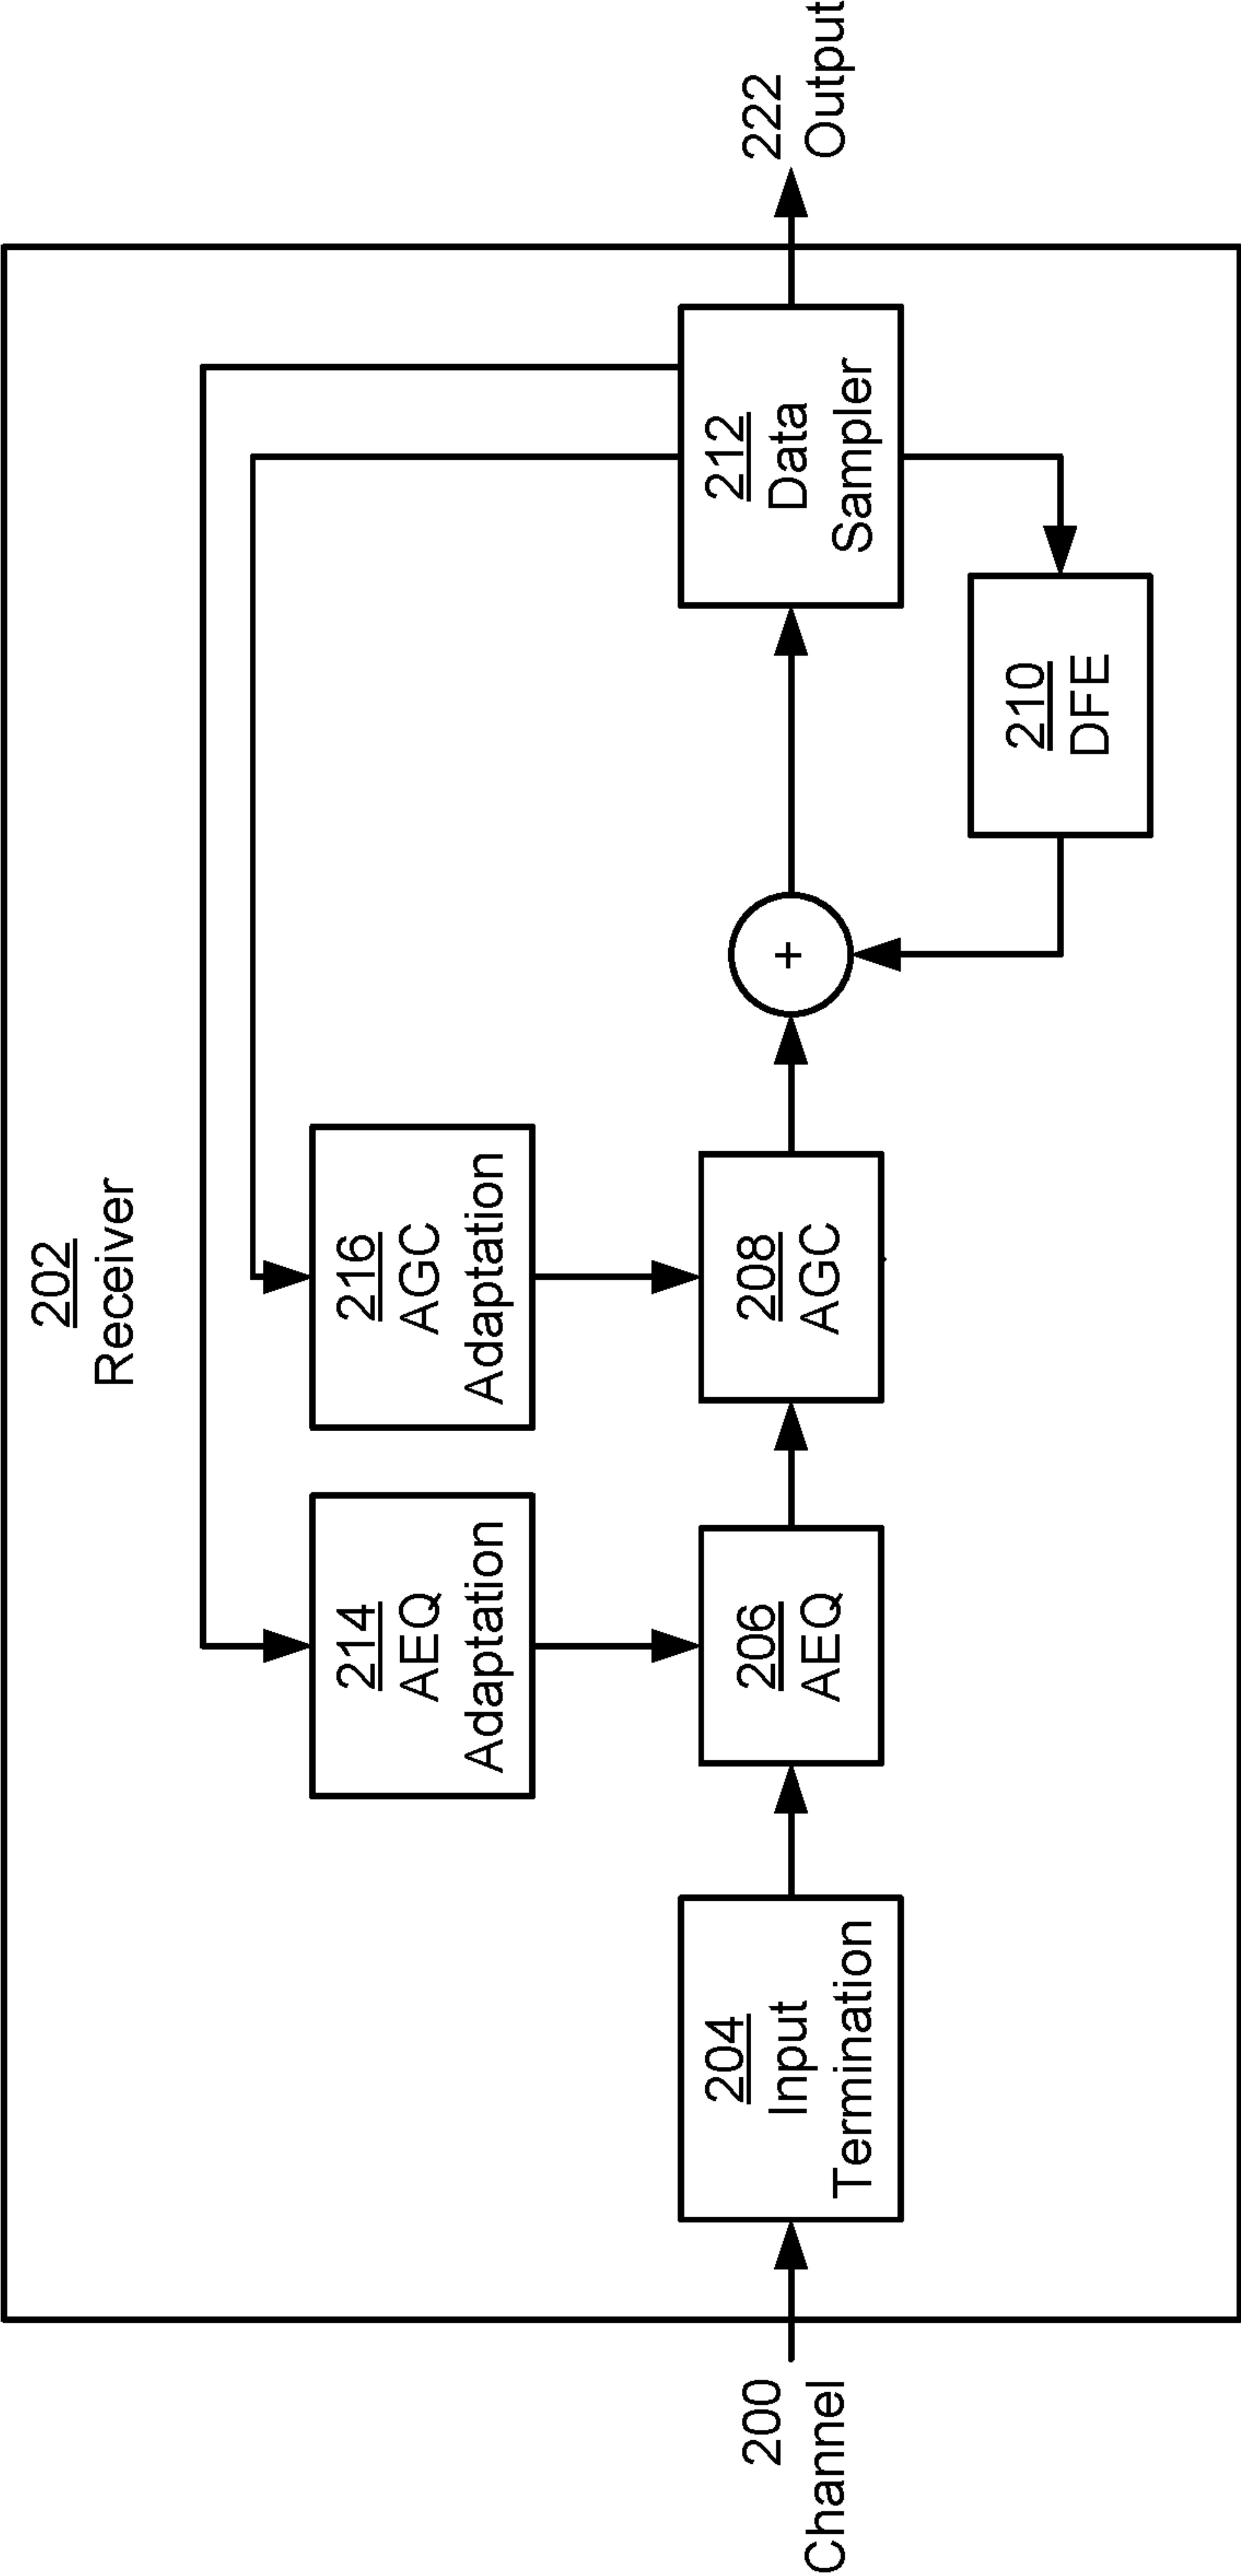 202
Receiver
214
AEQ
Adaptation
216
AGC
Adaptation
200
Channel
204
Input
Termination
206
AEQ
208
AGC
+
212
Data
Sampler
222
Output
210
DFE